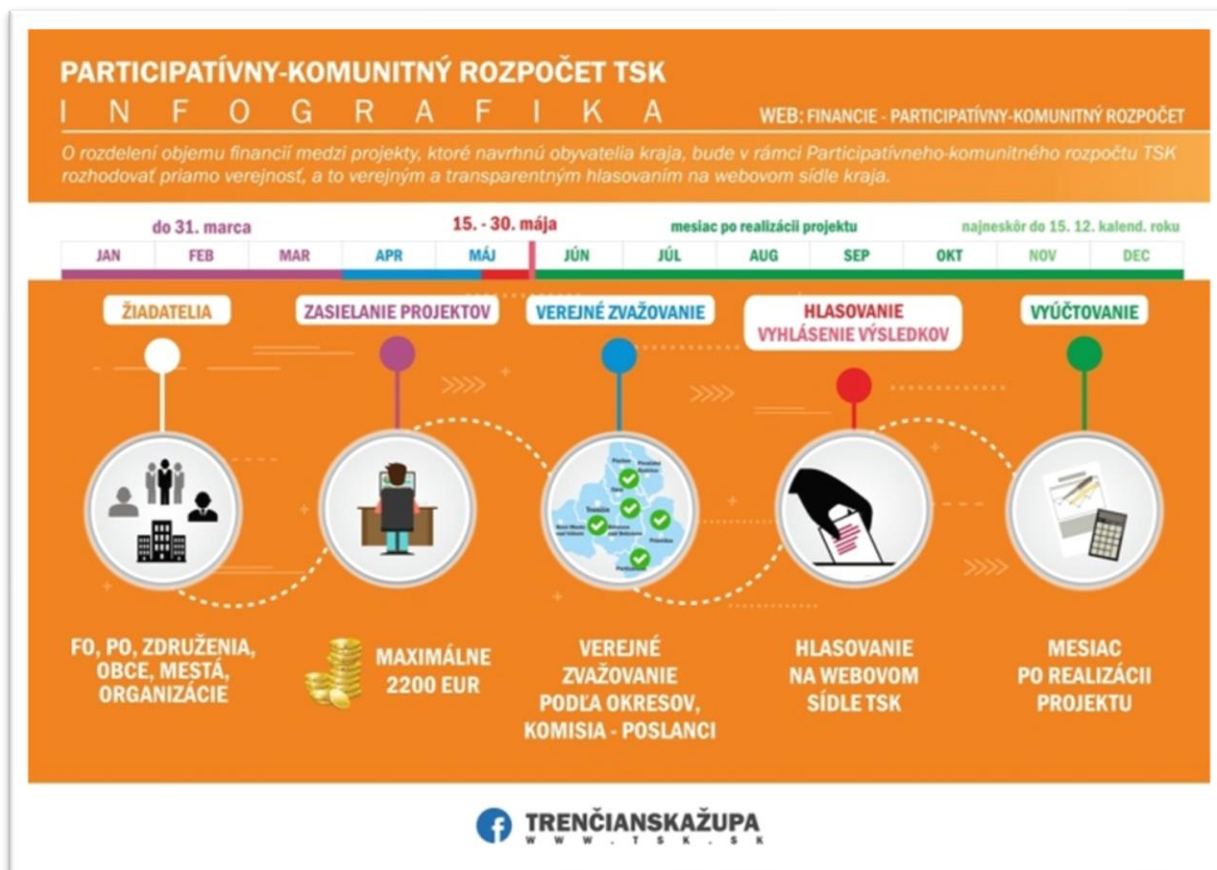 PARTICIPATÍVNY-KOMUNITNÝ ROZPOČET TSK
INFOGRAFIKA
WEB: FINANCIE - PARTICIPATÍVNY-KOMUNITNÝ ROZPOČET
O rozdelení objemu financií medzi projekty, ktoré navrhnú obyvatelia kraja, bude v rámci Participatívneho-komunitného rozpočtu TSK
rozhodovať priamo verejnosť, a to verejným a transparentným hlasovaním na webovom sídle kraja.
do 31. marca
15. - 30. mája
mesiac po realizácii projektu
najneskôr do 15. 12. kalend. roku
JAN FEB MAR APR MÁJ JÚN JÚL AUG SEP OKT NOV DEC
ŽIADATELIA
ZASIELANIE PROJEKTOV
VEREJNÉ ZVAŽOVANIE
HLASOVANIE
VYHLÁSENIE VÝSLEDKOV
VYÚČTOVANIE
Trenčín
FO, PO, ZDRUŽENIA,
OBCE, MESTÁ,
ORGANIZÁCIE
MAXIMÁLNE
2200 EUR
VEREJNÉ
ZVAŽOVANIE
PODĽA OKRESOV,
KOMISIA - POSLANCI
HLASOVANIE
NA WEBOVOM
SÍDLE TSK
MESIAC
PO REALIZÁCII
PROJEKTU
TRENČIANSKAŽUPA
WWW.TSK.SK